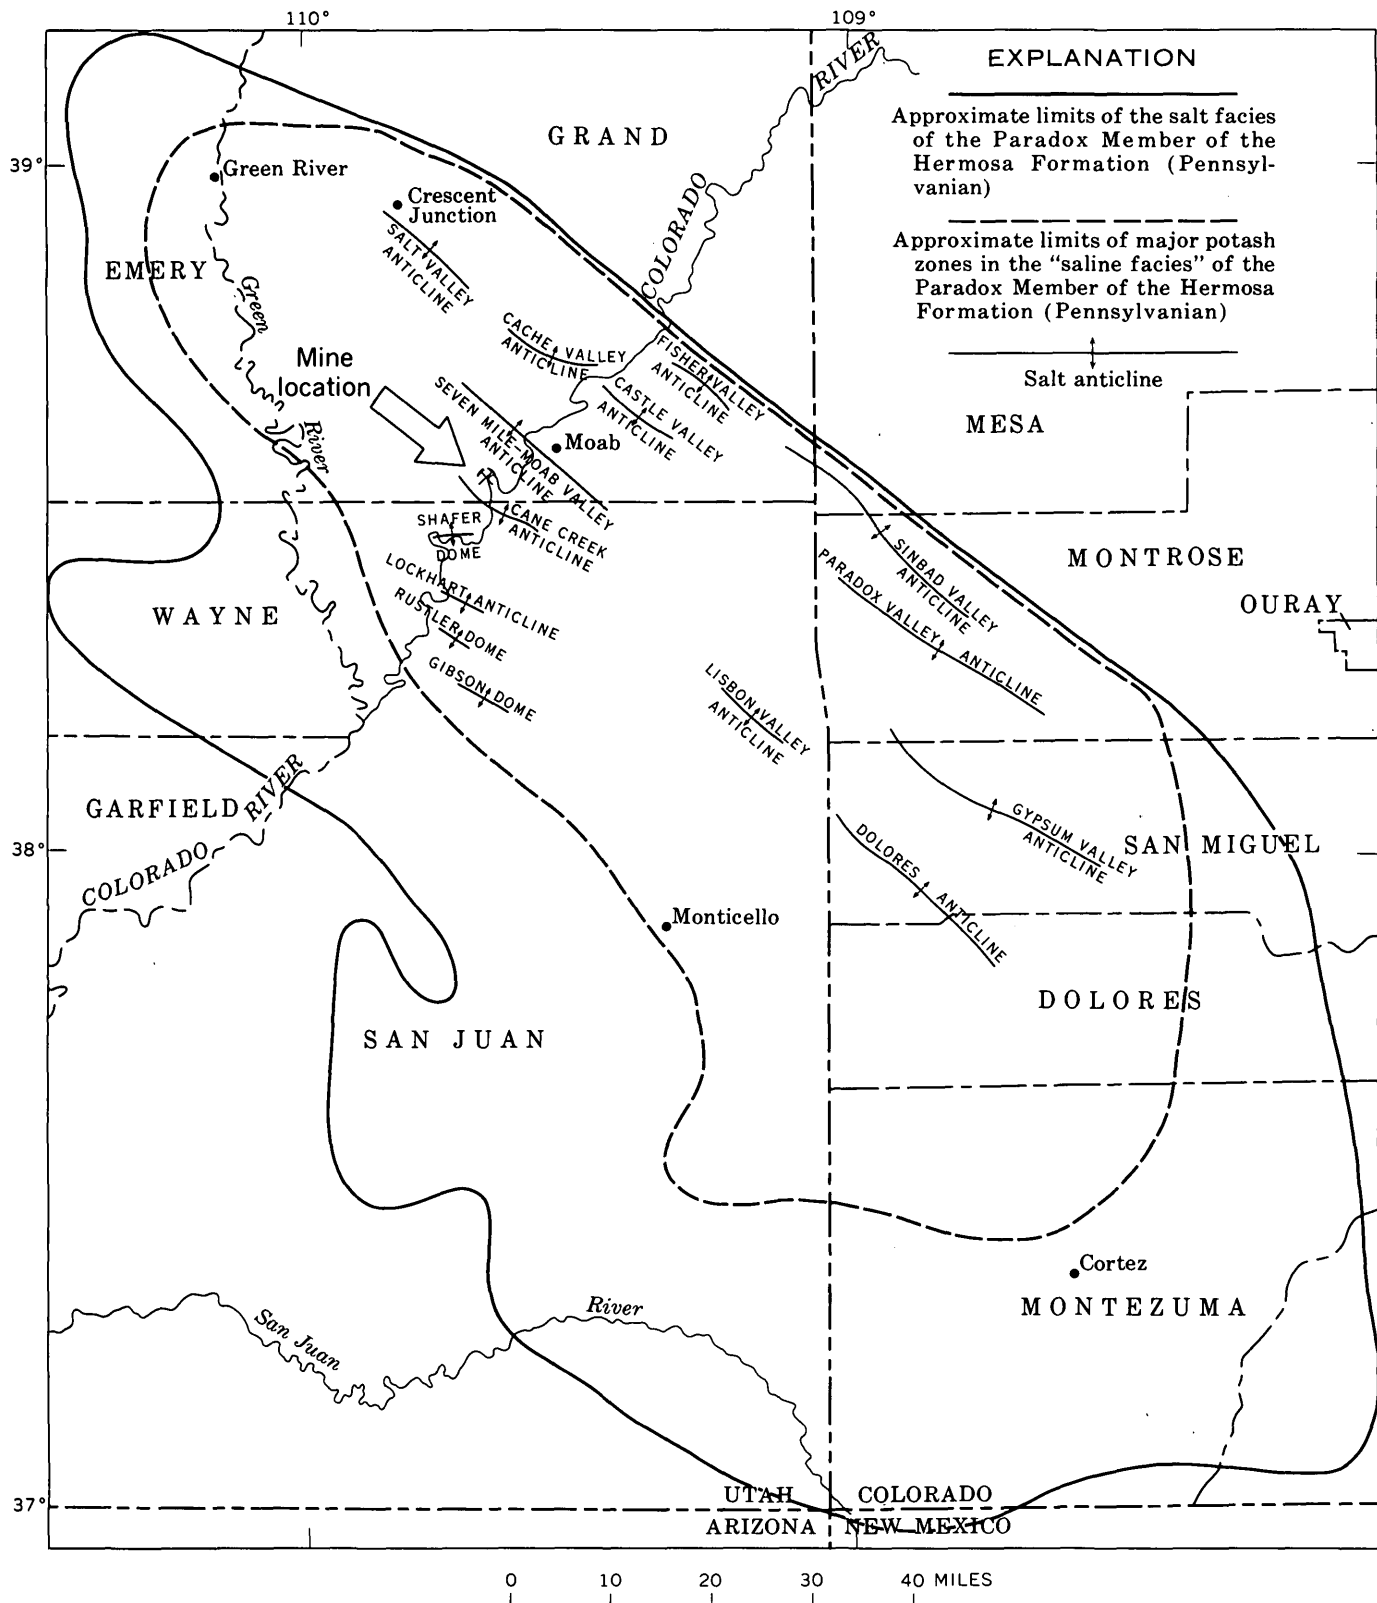 110°
109°
EXPLANATION
Approximate limits of the salt facies
of the Paradox Member of the
Hermosa Formation (Pennsyl-
vanian)
Approximate limits of major potash
zones in the "saline facies" of the
Paradox Member of the Hermosa
Formation (Pennsylvanian)
Salt anticline
RIVER
COLORADO
GRAND
39°
Green River
Crescent
Junction
SALT VALLEY
ANTICLINE
EMERY
Green
River
CACHE VALLEY
ANTICLINE
FISHER VALLEY
ANTICLINE
Mine
location
SEVEN MILE-MOAB VALLEY
ANTICLINE
CASTLE VALLEY
ANTICLINE
Moab
MESA
CANE CREEK
ANTICLINE
SHAFER
DOME
LOCKHART ANTICLINE
RUSTLER DOME
GIBSON DOME
SINBAD VALLEY
ANTICLINE
PARADOX VALLEY ANTICLINE
MONTROSE
OURAY
WAYNE
LISBON VALLEY
ANTICLINE
GARFIELD
COLORADO RIVER
38°
GYPSUM VALLEY
ANTICLINE
SAN MIGUEL
DOLORES ANTICLINE
Monticello
DOLORES
SAN JUAN
Cortez
MONTEZUMA
San Juan
River
37°
UTAH
COLORADO
ARIZONA
NEW MEXICO
0 10 20 30 40 MILES